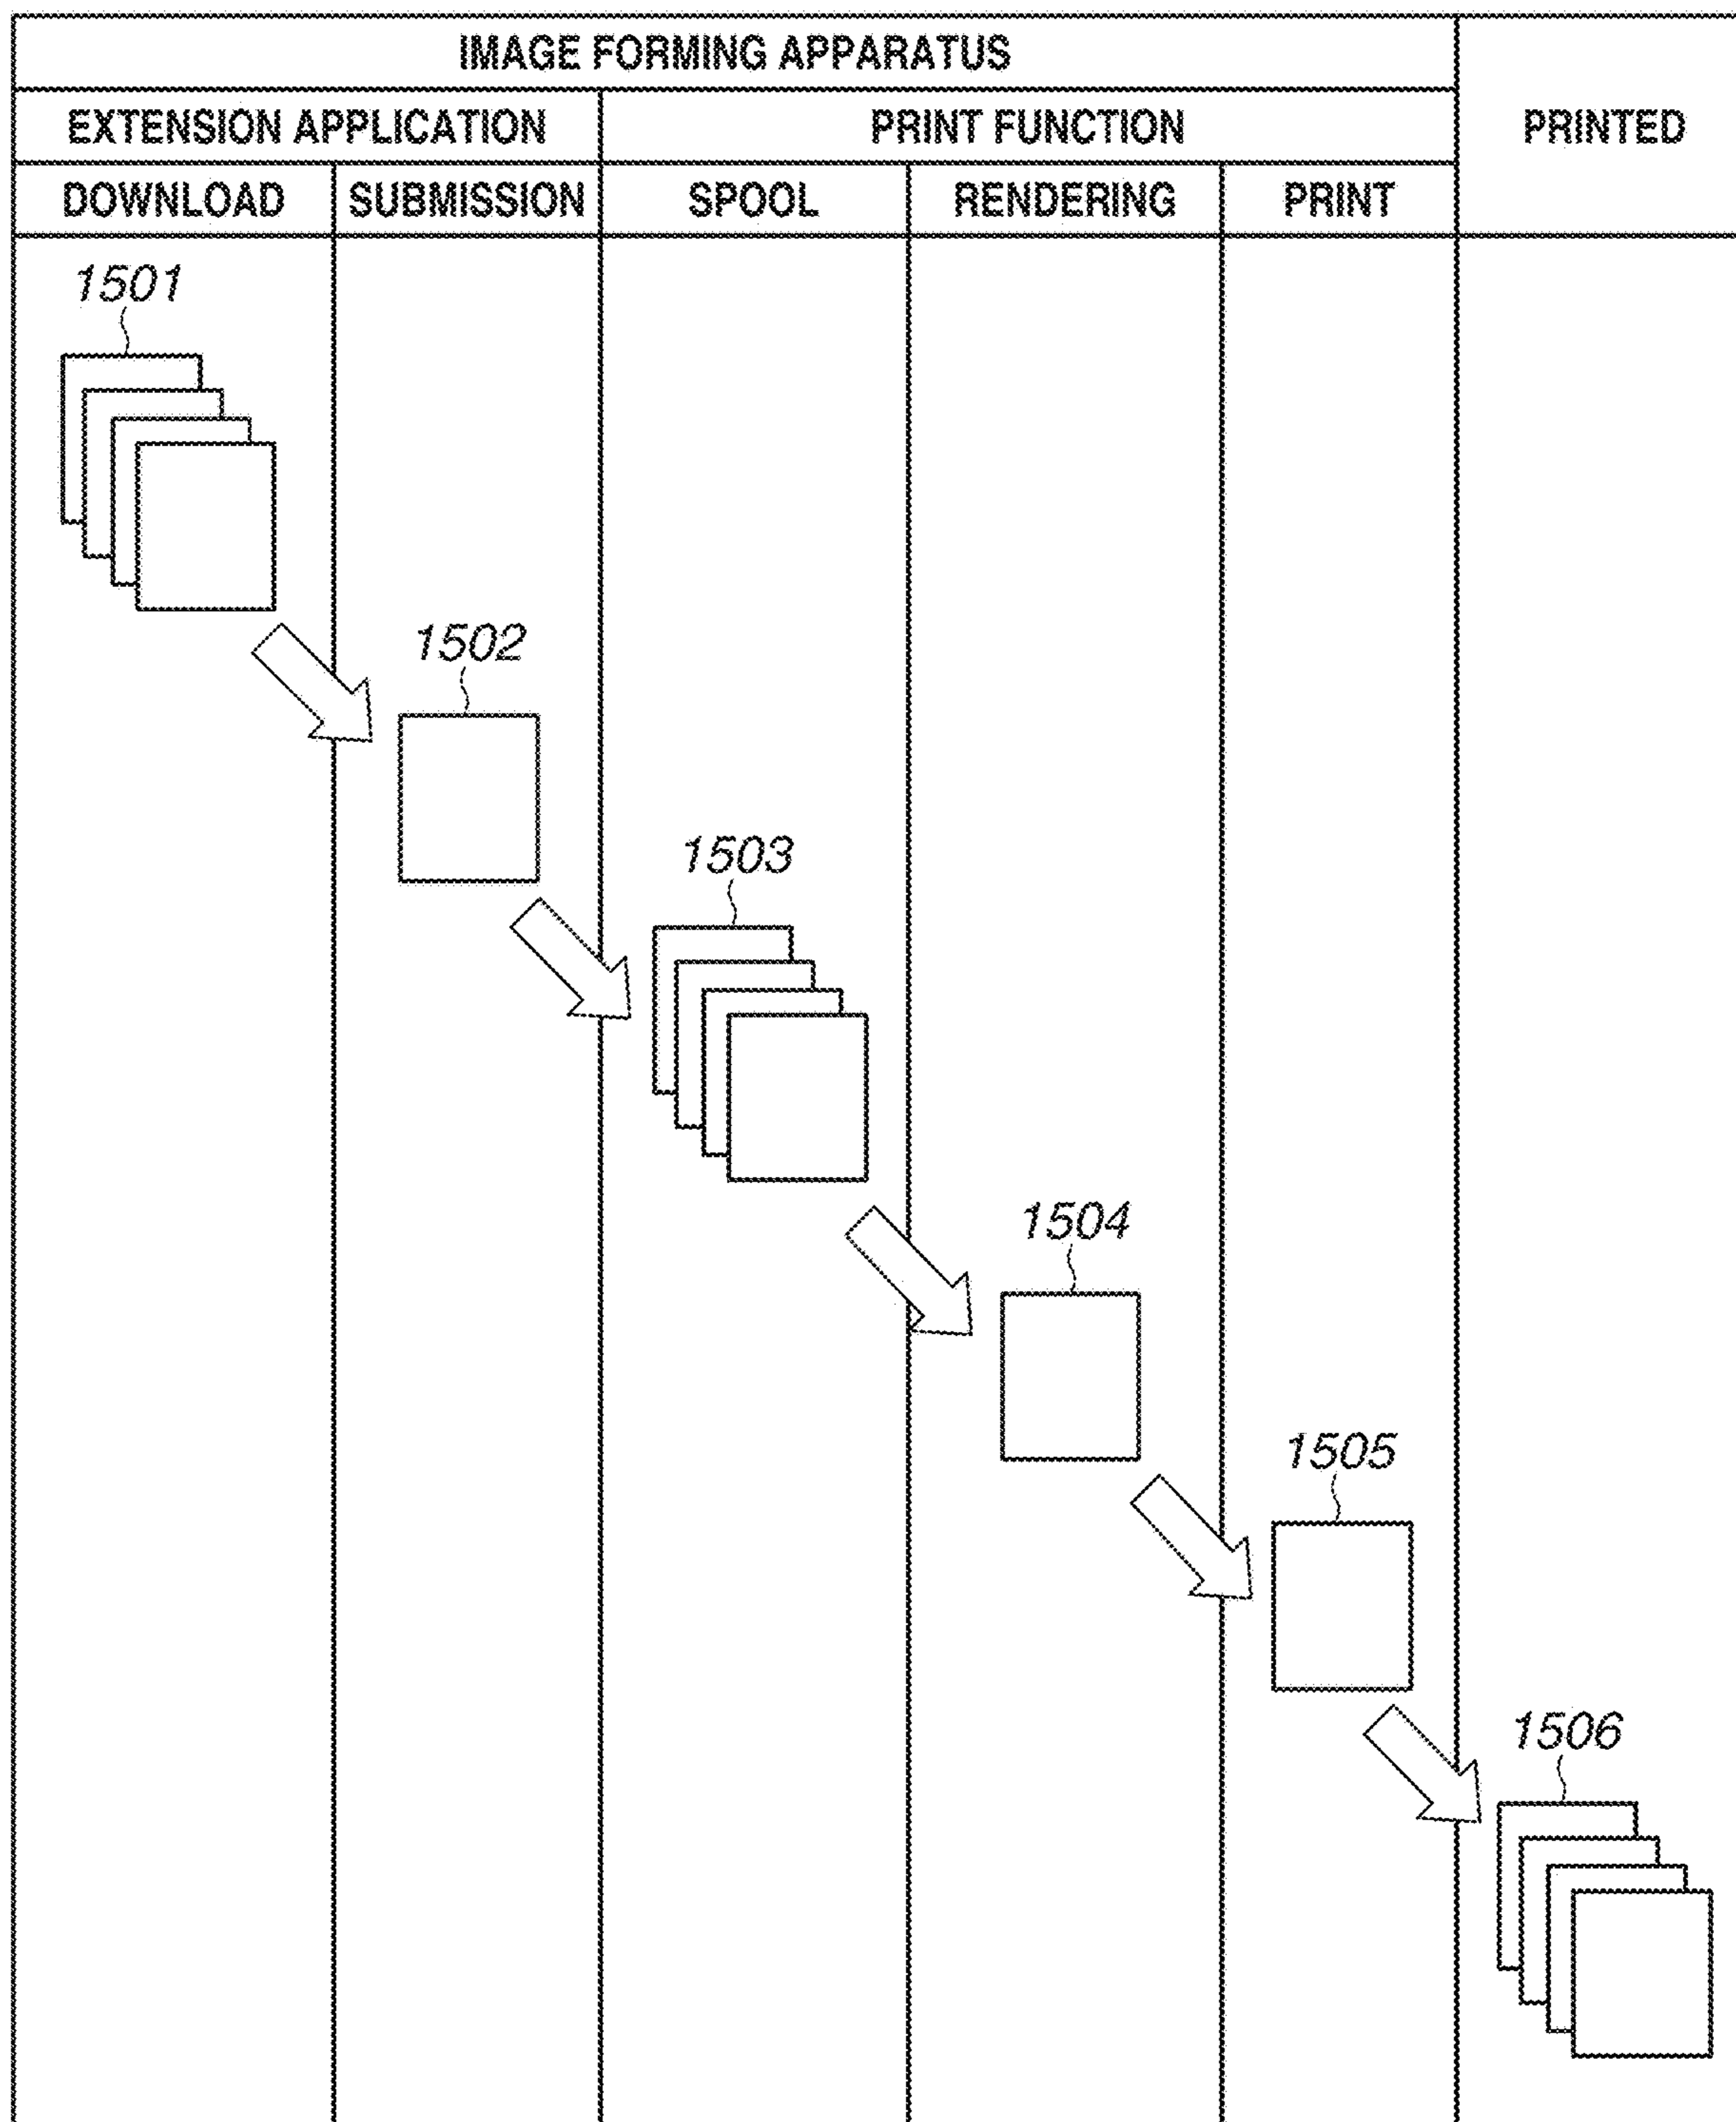 IMAGE FORMING APPARATUS
EXTENSION APPLICATION PRINT FUNCTION PRINTED
DOWNLOAD SUBMISSION SPOOL RENDERING PRINT
1501
1502
1503
1504
1505
1506